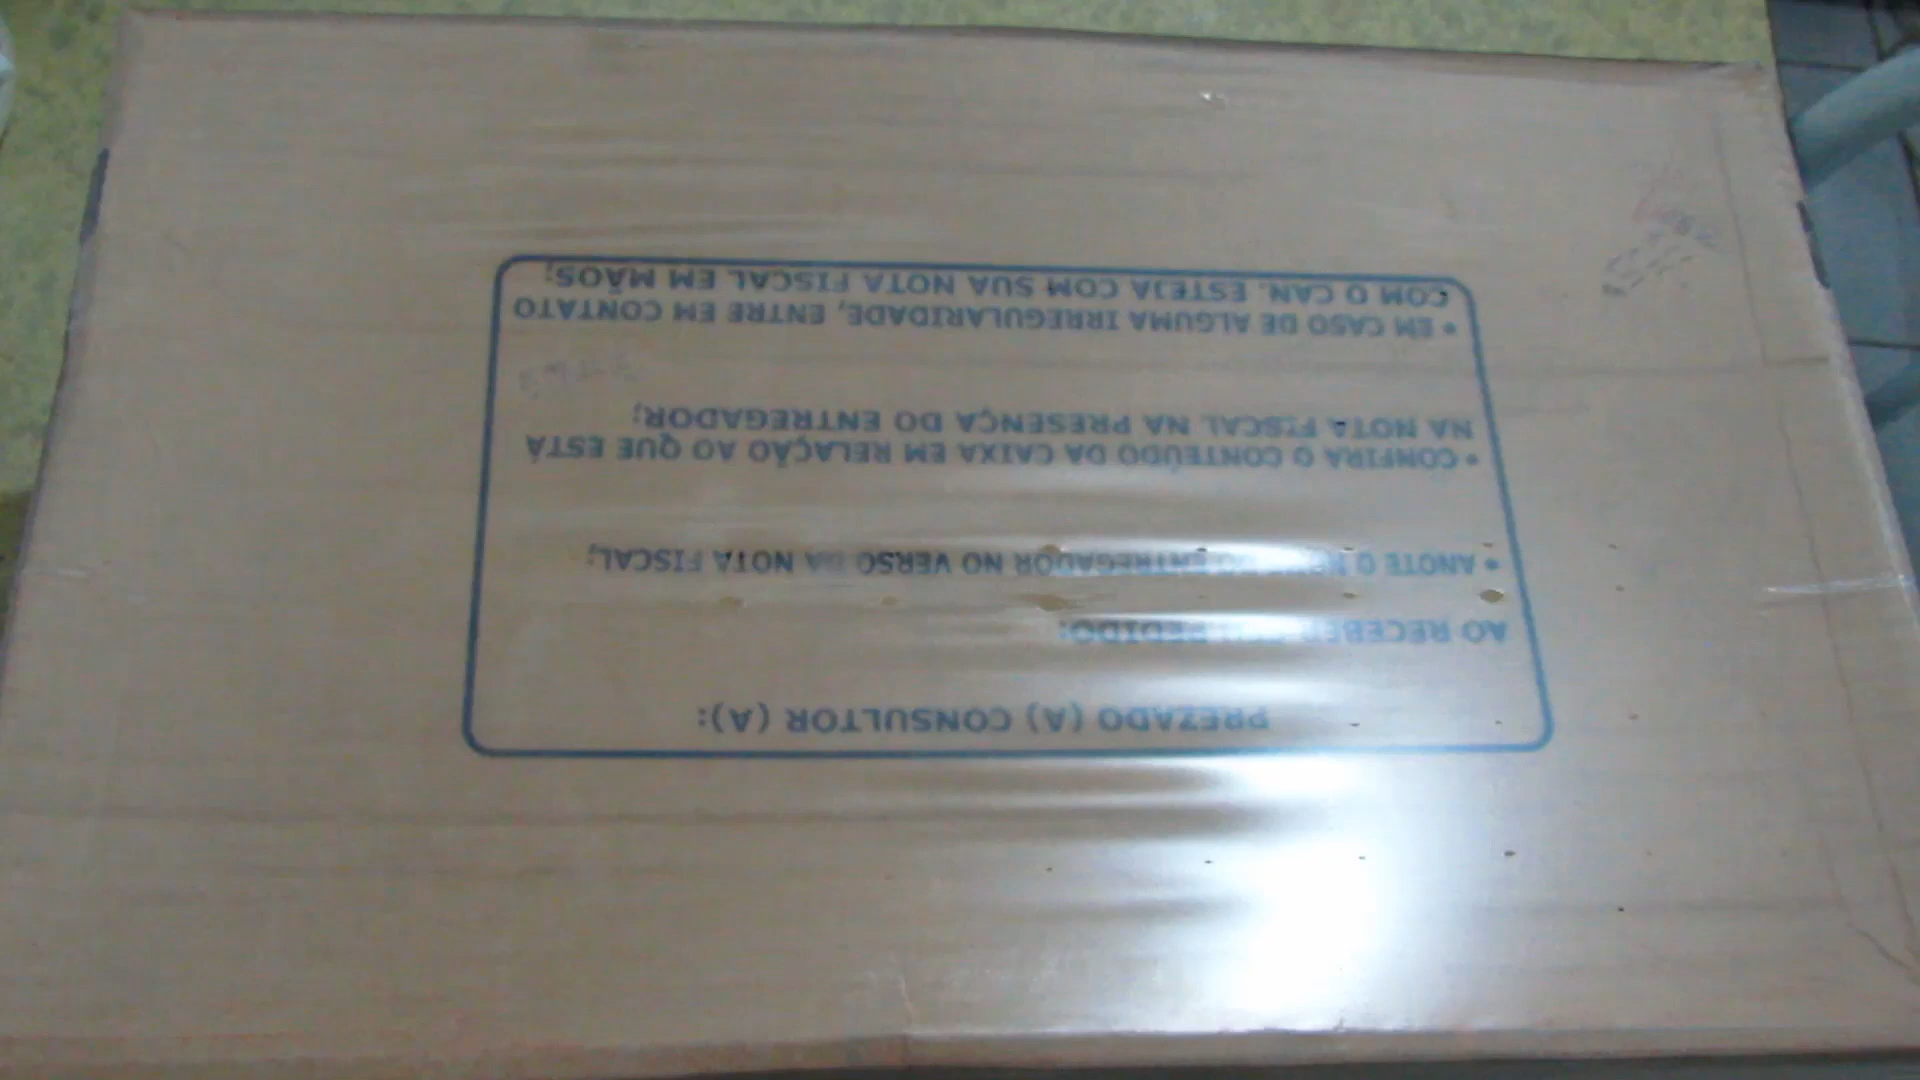 PREZADO (A) CONSULTOR (A):
AO RECEBER PEDIDO:
• ANOTE O ENTREGADOR NO VERSO DA NOTA FISCAL;
• CONFIRA O CONTEÚDO DA CAIXA EM RELAÇÃO AO QUE ESTÁ
NA NOTA FISCAL NA PRESENÇA DO ENTREGADOR;
• EM CASO DE ALGUMA IRREGULARIDADE, ENTRE EM CONTATO
COM O CAN. ESTEJA COM SUA NOTA FISCAL EM MÃOS;